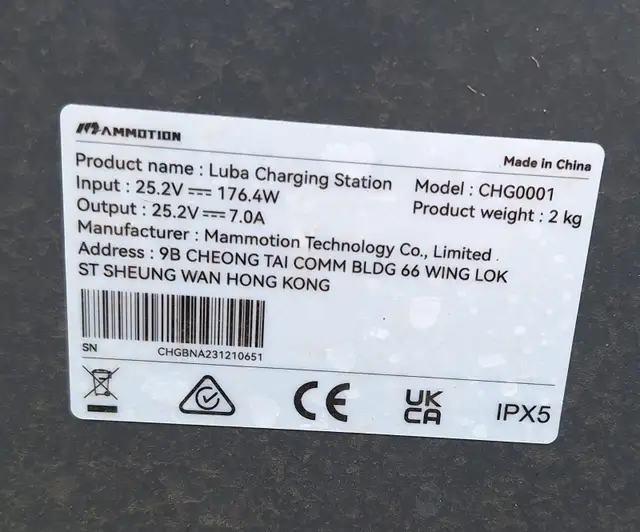 MAMMOTION
Made in China
Product name : Luba Charging Station
Model : CHG0001
Input : 25.2V⎓176.4W
Product weight : 2 kg
Output : 25.2V⎓7.0A
Manufacturer : Mammotion Technology Co., Limited .
Address : 9B CHEONG TAI COMM BLDG 66 WING LOK
ST SHEUNG WAN HONG KONG
SN
CHGBNA231210651
CE
UK
CA
IPX5